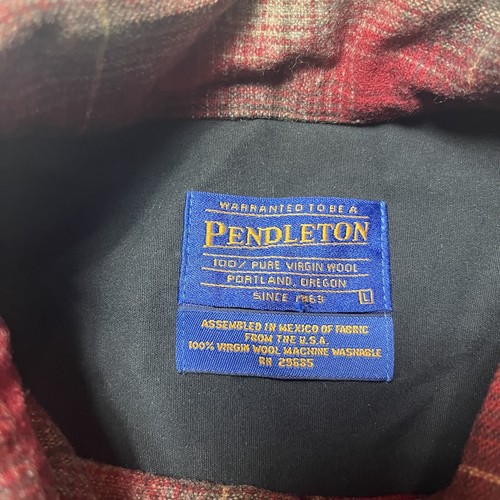 WARRANTED TO BE A
PENDLETON
100% PURE VIRGIN WOOL
PORTLAND, OREGON
SINCE 1863
L
ASSEMBLED IN MEXICO OF FABRIC
FROM THE U.S.A.
100% VIRGIN WOOL MACHINE WASHABLE
RN 29685